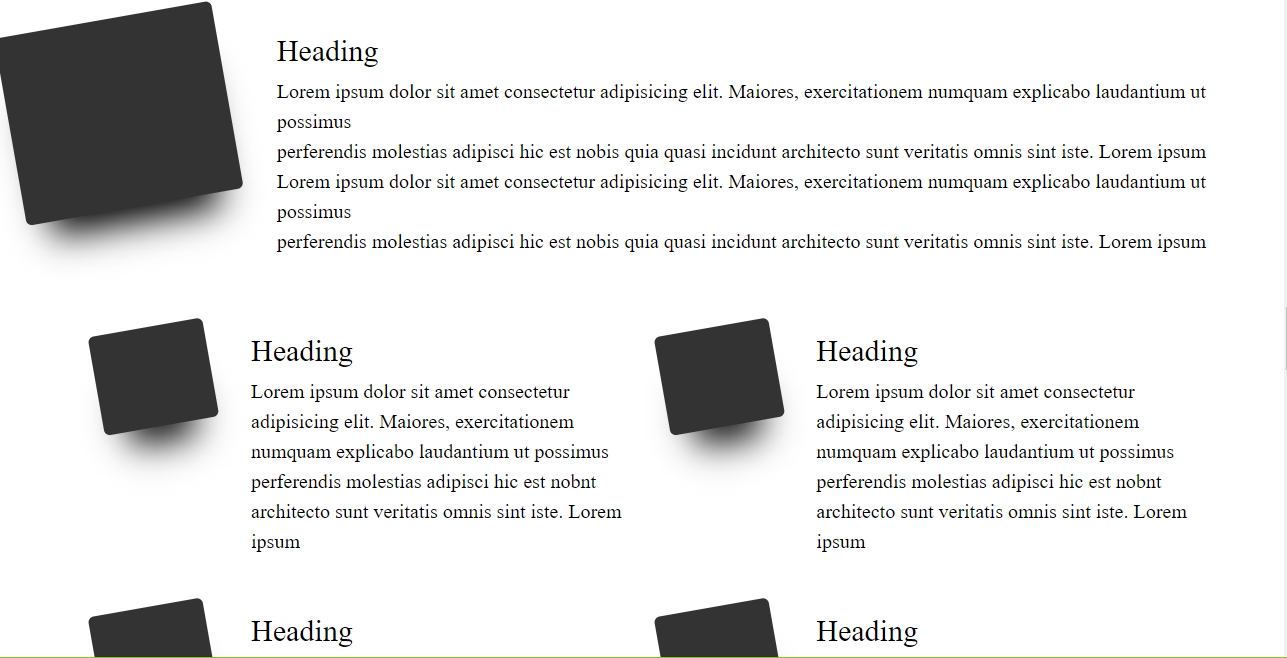 Heading
Lorem ipsum dolor sit amet consectetur adipisicing elit. Maiores, exercitationem numquam explicabo laudantium ut
possimus
perferendis molestias adipisci hic est nobis quia quasi incidunt architecto sunt veritatis omnis sint iste. Lorem ipsum
Lorem ipsum dolor sit amet consectetur adipisicing elit. Maiores, exercitationem numquam explicabo laudantium ut
possimus
perferendis molestias adipisci hic est nobis quia quasi incidunt architecto sunt veritatis omnis sint iste. Lorem ipsum
Heading
Lorem ipsum dolor sit amet consectetur
adipisicing elit. Maiores, exercitationem
numquam explicabo laudantium ut possimus
perferendis molestias adipisci hic est nobnt
architecto sunt veritatis omnis sint iste. Lorem
ipsum
Heading
Lorem ipsum dolor sit amet consectetur
adipisicing elit. Maiores, exercitationem
numquam explicabo laudantium ut possimus
perferendis molestias adipisci hic est nobnt
architecto sunt veritatis omnis sint iste. Lorem
ipsum
Heading
Heading